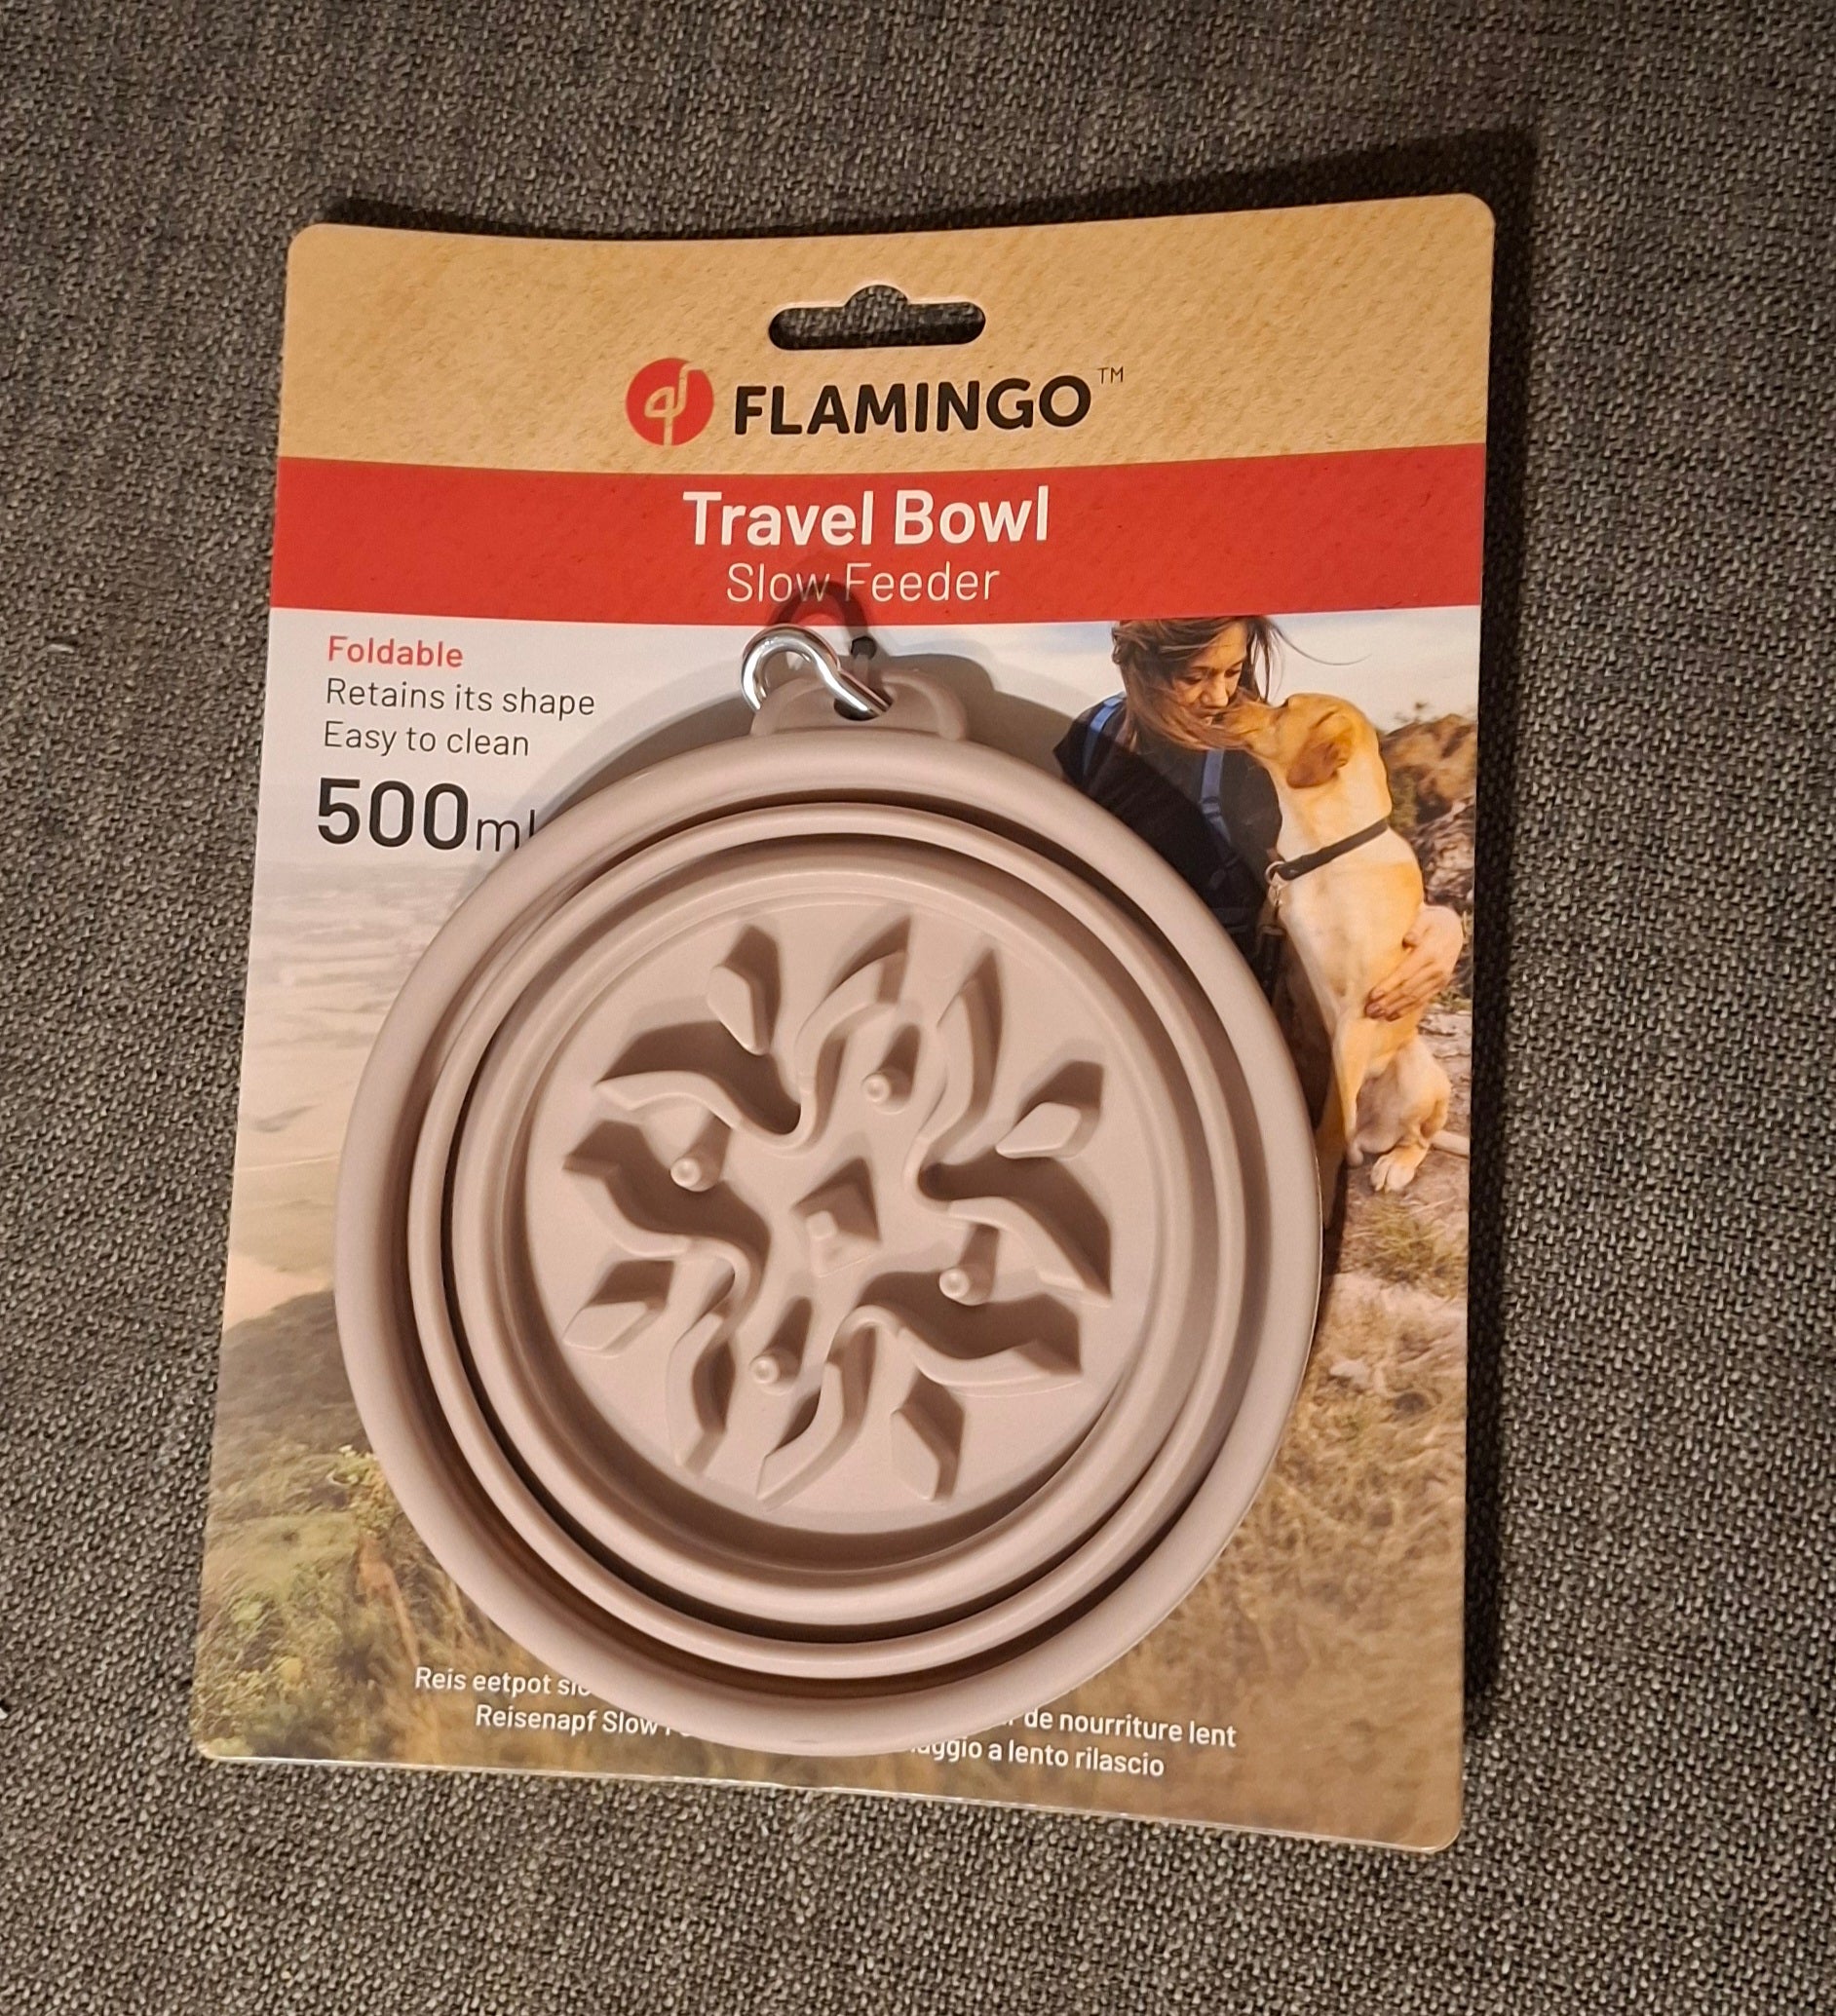 FLAMINGO™
Travel Bowl
Slow Feeder
Foldable
Retains its shape
Easy to clean
500ml
Reis eetpot
Reisenapf Slow
de nourriture lent
a lento rilascio